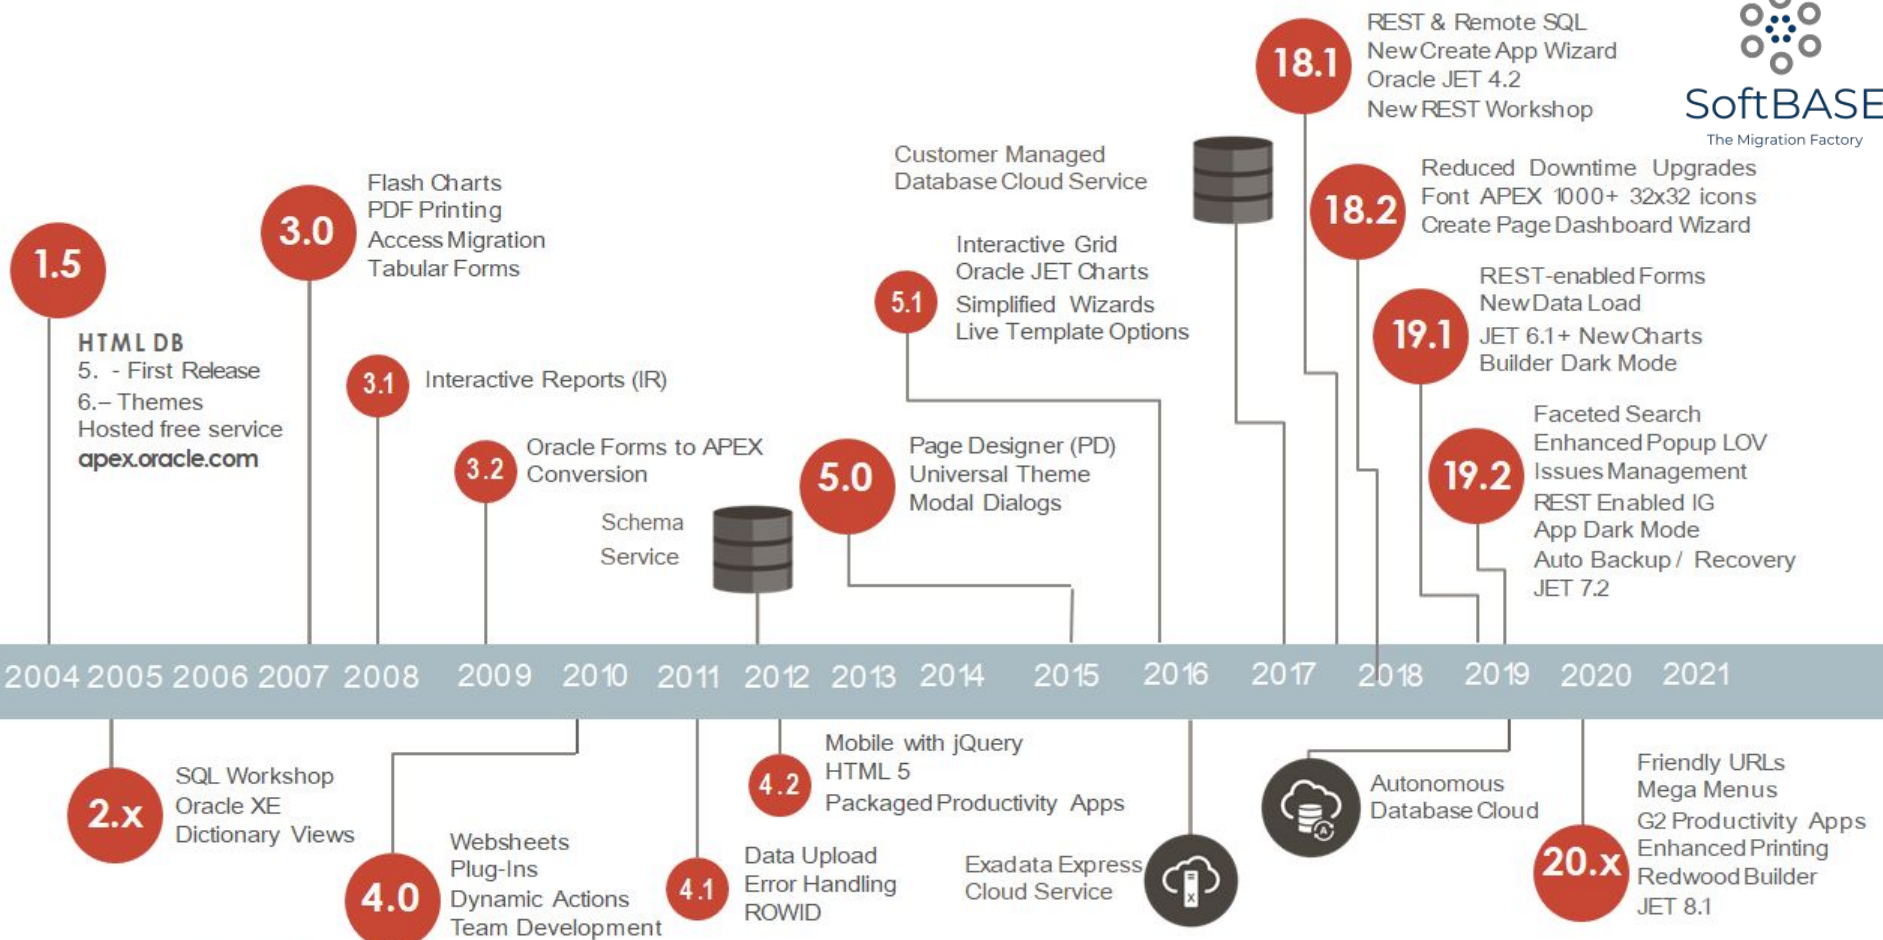 18.1
REST & Remote SQL
New Create App Wizard
Oracle JET 4.2
New REST Workshop
SoftBASE
The Migration Factory
Customer Managed
Database Cloud Service
18.2
Reduced Downtime Upgrades
Font APEX 1000+ 32x32 icons
Create Page Dashboard Wizard
1.5
HTML DB
5. - First Release
6.– Themes
Hosted free service
apex.oracle.com
3.0
Flash Charts
PDF Printing
Access Migration
Tabular Forms
3.1
Interactive Reports (IR)
3.2
Oracle Forms to APEX
Conversion
Schema
Service
5.0
Page Designer (PD)
Universal Theme
Modal Dialogs
5.1
Interactive Grid
Oracle JET Charts
Simplified Wizards
Live Template Options
19.1
REST-enabled Forms
New Data Load
JET 6.1+ New Charts
Builder Dark Mode
19.2
Faceted Search
Enhanced Popup LOV
Issues Management
REST Enabled IG
App Dark Mode
Auto Backup / Recovery
JET 7.2
2004 2005 2006 2007 2008 2009 2010 2011 2012 2013 2014 2015 2016 2017 2018 2019 2020 2021
2.x
SQL Workshop
Oracle XE
Dictionary Views
4.0
Websheets
Plug-Ins
Dynamic Actions
Team Development
4.1
Data Upload
Error Handling
ROWID
4.2
Mobile with jQuery
HTML 5
Packaged Productivity Apps
Exadata Express
Cloud Service
X
A
Autonomous
Database Cloud
20.x
Friendly URLs
Mega Menus
G2 Productivity Apps
Enhanced Printing
Redwood Builder
JET 8.1